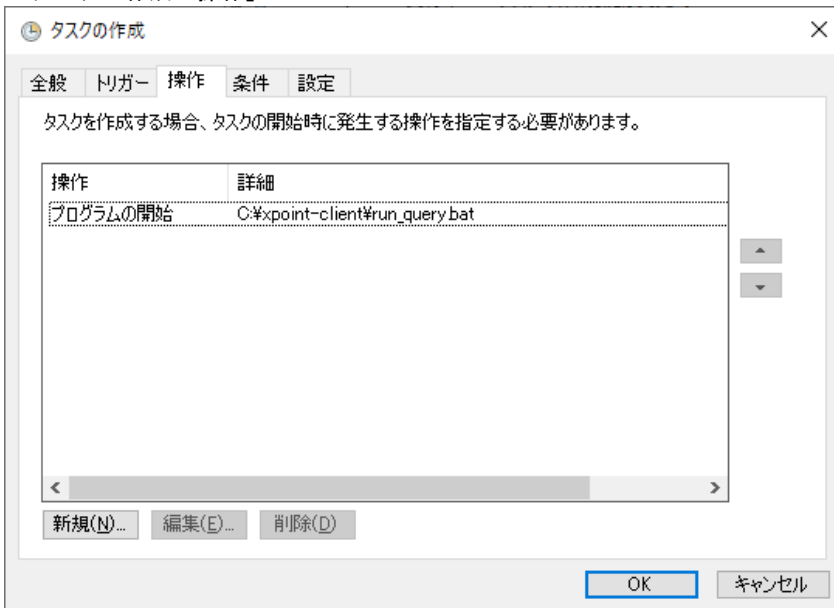 タスクの作成
全般 トリガー 操作 条件 設定
タスクを作成する場合、タスクの開始時に発生する操作を指定する必要があります。
操作 詳細
プログラムの開始 C:¥xpoint-client¥run_query.bat
新規(N)... 編集(E)... 削除(D)
OK キャンセル